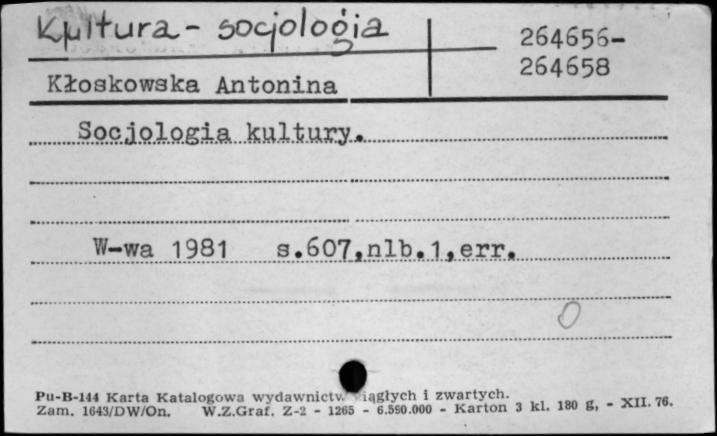 Kultura - socjologia
264656-
264658
Kłoskowska Antonina
Socjologia kultury.
W-wa 1981 s.607,nlb.1,err.
0
Pu-B-144 Karta Katalogowa wydawnictw ciągłych i zwartych.
Zam. 1643/DW/On. W.Z.Graf. Z-2 - 1265 - 6.590.000 - Karton 3 kl. 180 g, - XII. 76.